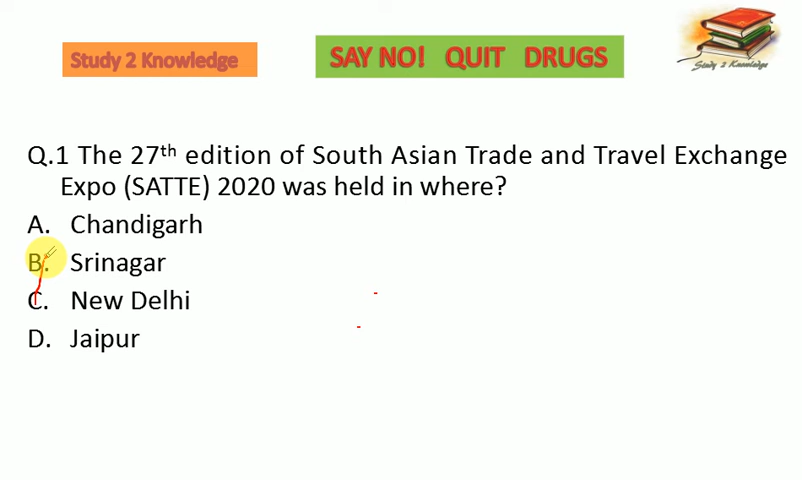 Study 2 Knowledge
SAY NO! QUIT DRUGS
Study 2 Knowledge
Q.1 The 27th edition of South Asian Trade and Travel Exchange
Expo (SATTE) 2020 was held in where?
A. Chandigarh
B. Srinagar
C. New Delhi
D. Jaipur